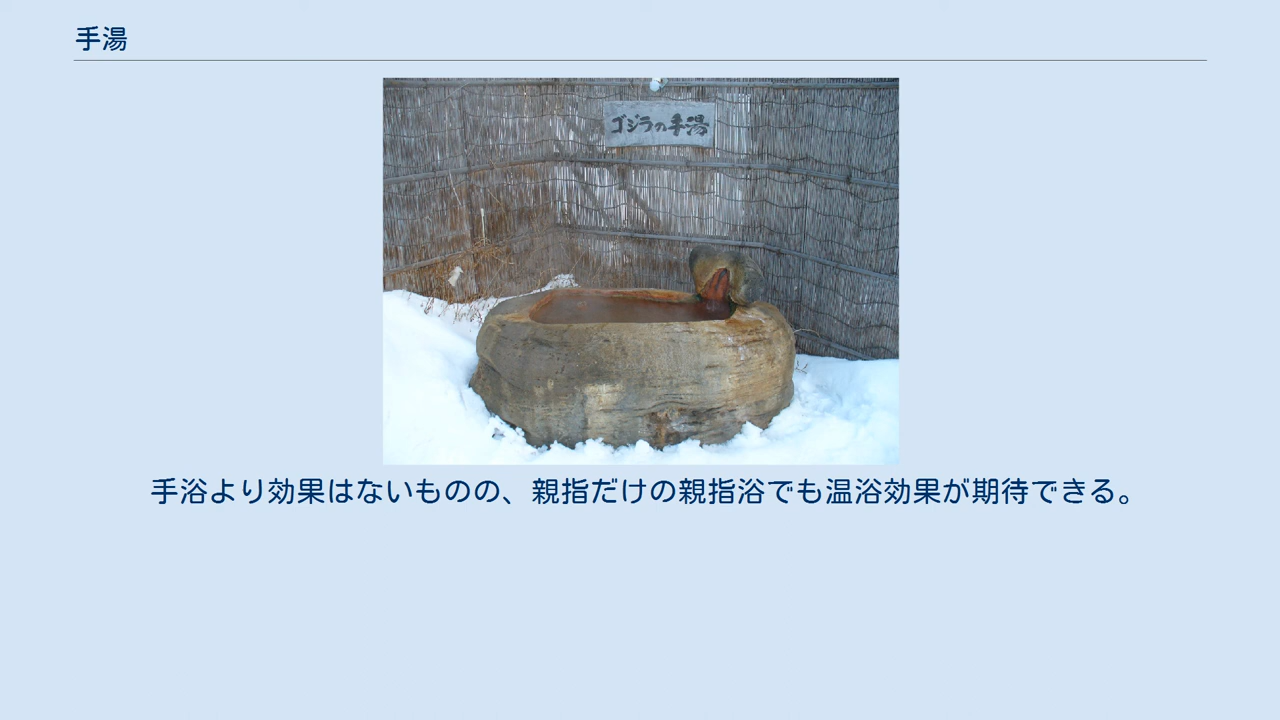 手湯
ゴジラの手湯
手浴より効果はないものの、親指だけの親指浴でも温浴効果が期待できる。